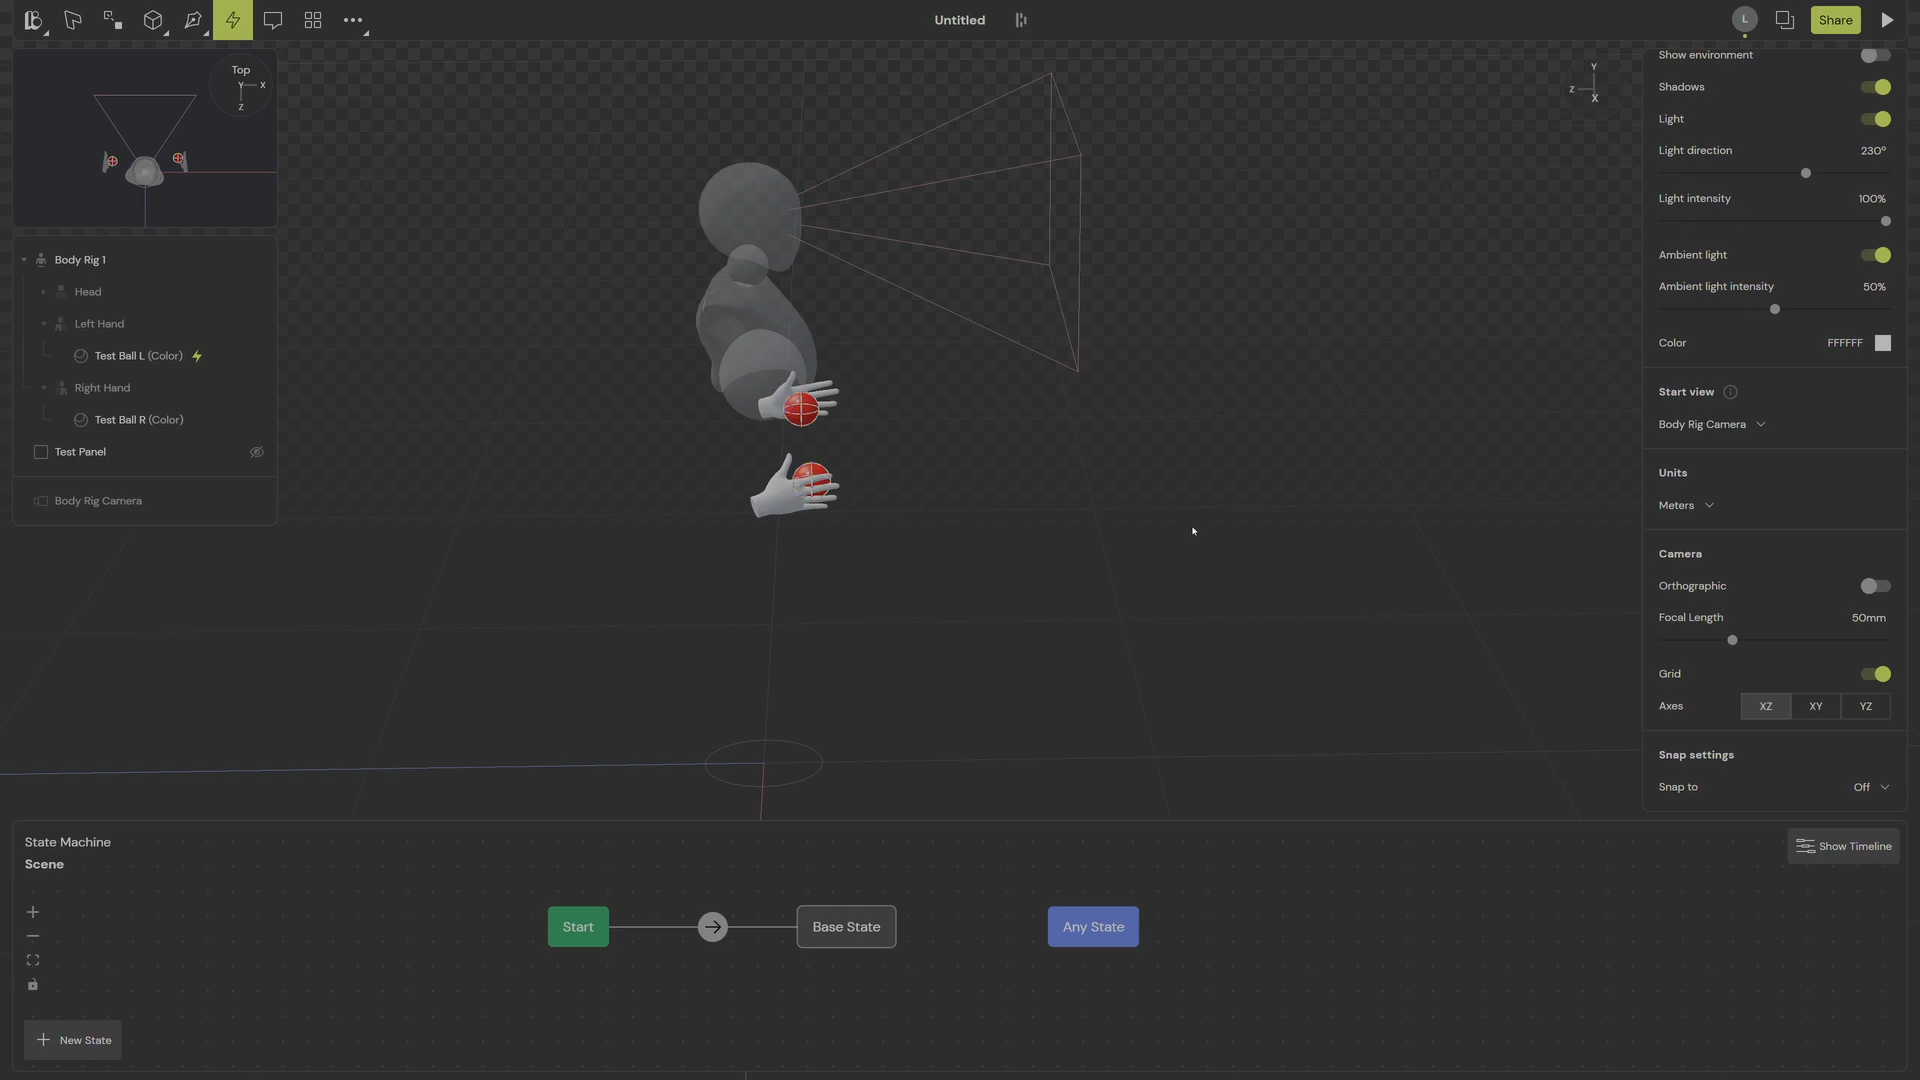 Untitled
L
Share
Top
Y
X
Z
Y
Z
X
Body Rig 1
Head
Left Hand
Test Ball L (Color)
Right Hand
Test Ball R (Color)
Test Panel
Body Rig Camera
Show environment
Shadows
Light
Light direction 230º
Light intensity 100%
Ambient light
Ambient light intensity 50%
Color FFFFFF
Start view
Body Rig Camera
Units
Meters
Camera
Orthographic
Focal Length 50mm
Grid
Axes XZ XY YZ
Snap settings
Snap to Off
State Machine
Scene
Show Timeline
Start
Base State
Any State
New State